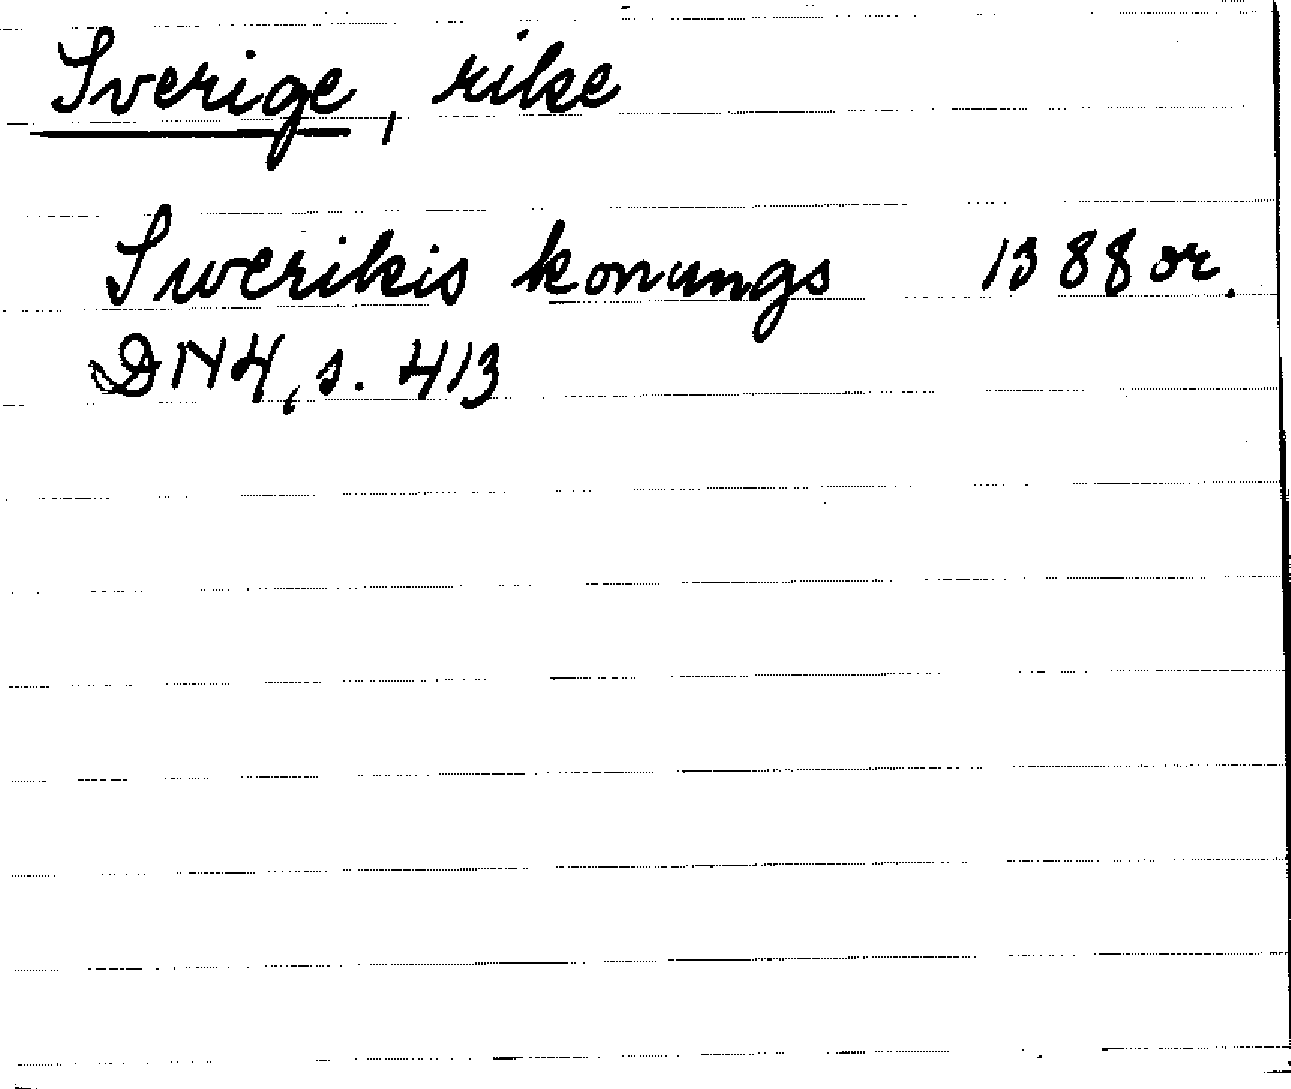 Sverige, rike
Swerikis konungs 1388 or.
DN4, s. 413